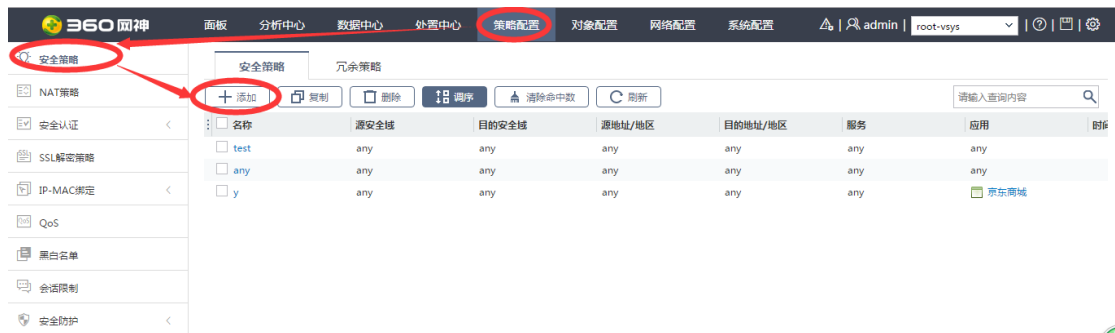 360网神 面板 分析中心 数据中心 处置中心 策略配置 对象配置 网络配置 系统配置 admin root-vsys
安全策略
NAT策略
安全认证
SSL解密策略
IP-MAC绑定
QoS
黑白名单
会话限制
安全防护
安全策略 冗余策略
添加 复制 删除 调序 清除命中数 刷新 请输入查询内容
名称 源安全域 目的安全域 源地址/地区 目的地址/地区 服务 应用
test any any any any any any
any any any any any any any
y any any any any any 京东商城